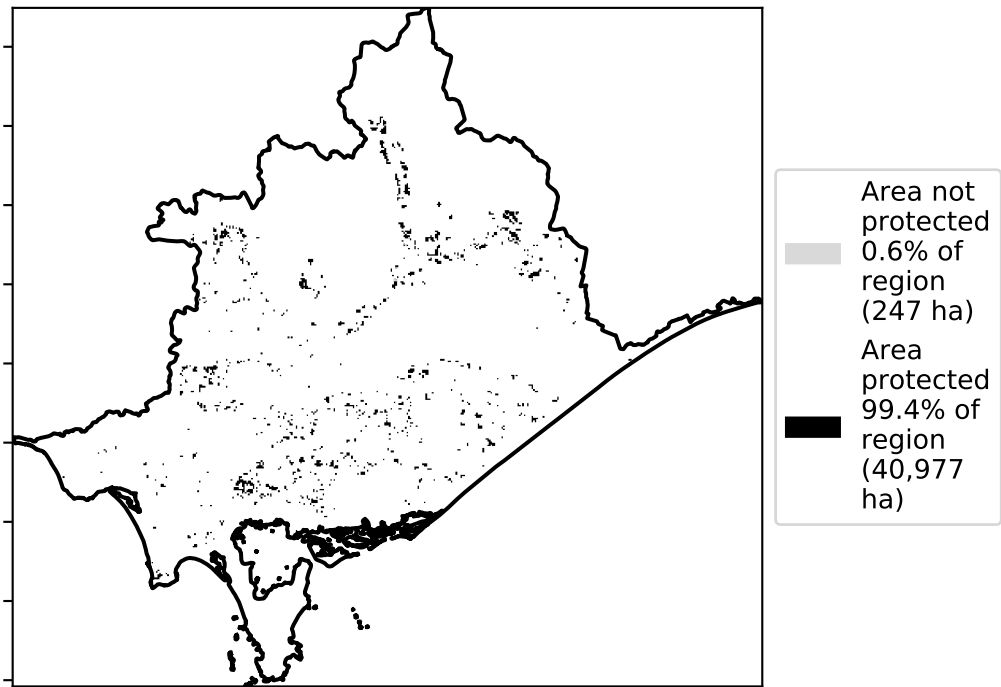 Area not
protected
0.6% of
region
(247 ha)
Area
protected
99.4% of
region
(40,977
ha)